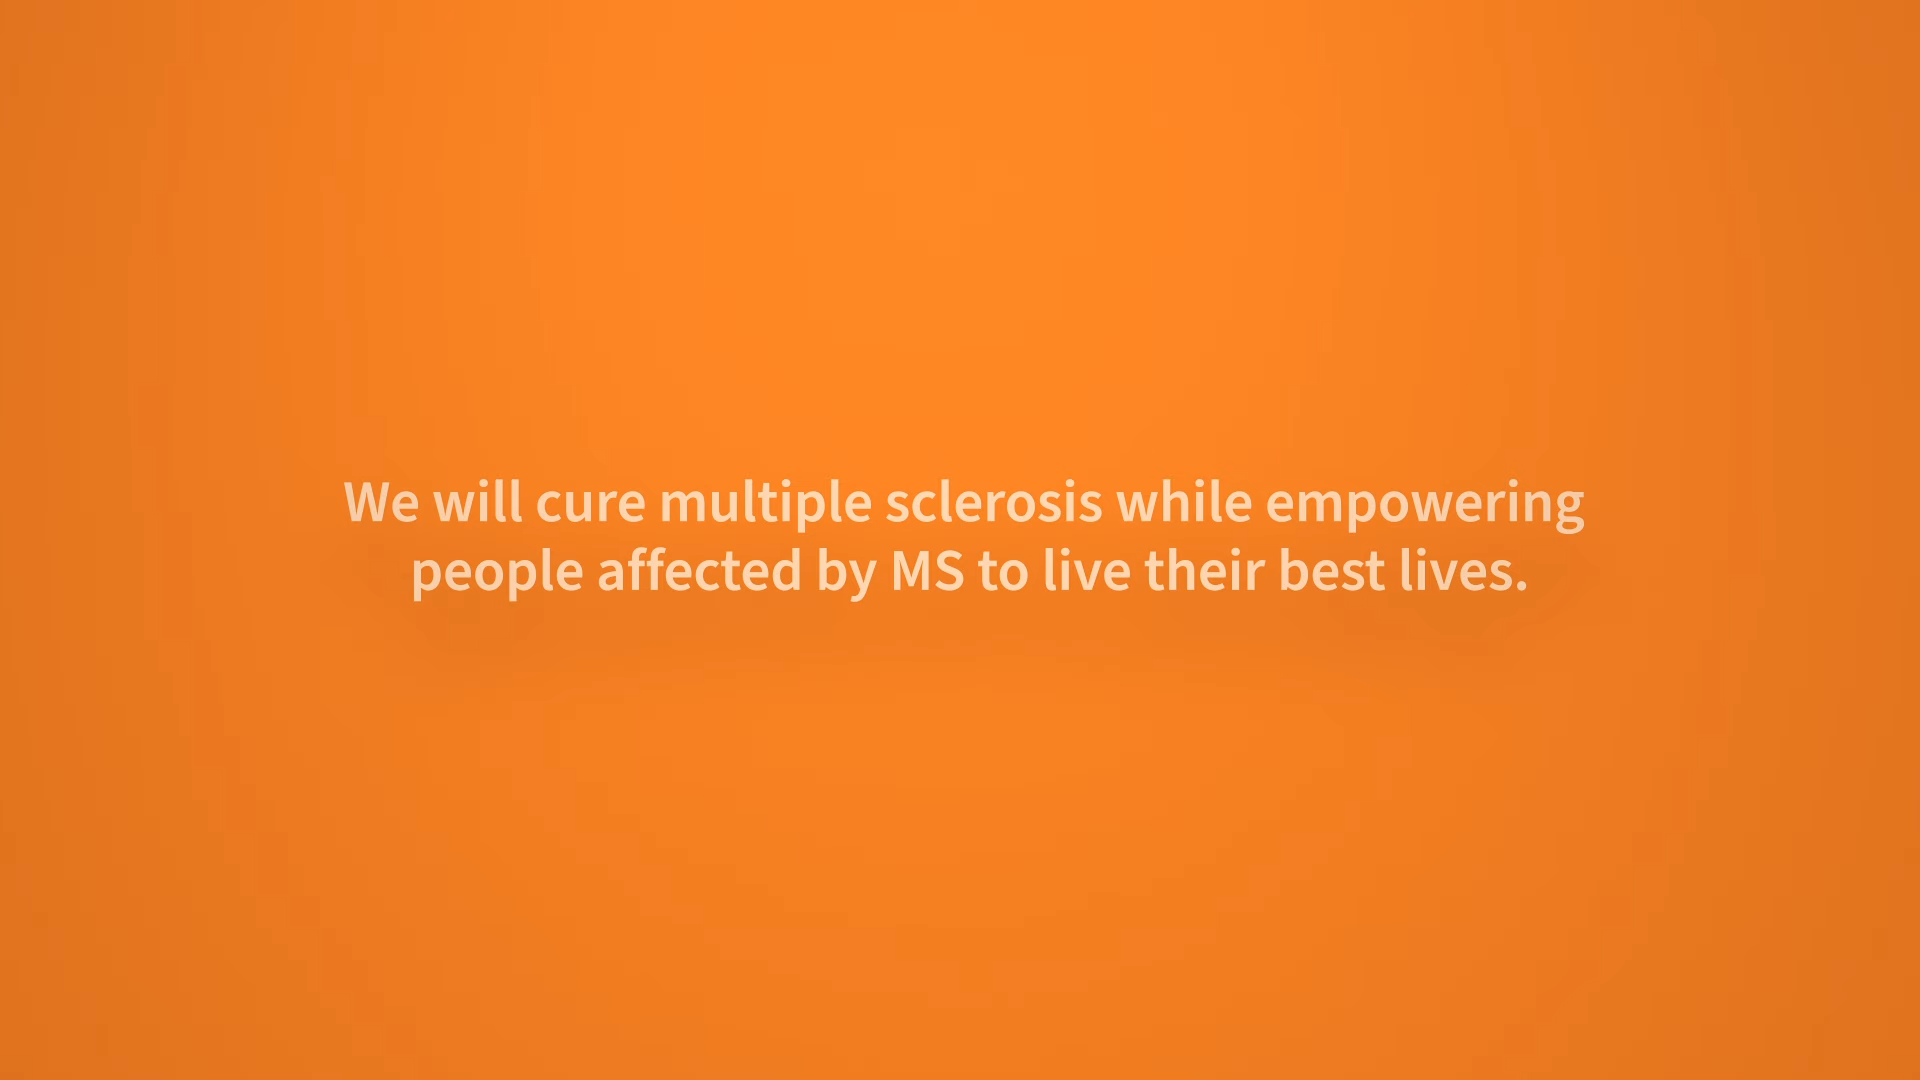 We will cure multiple sclerosis while empowering
people affected by MS to live their best lives.